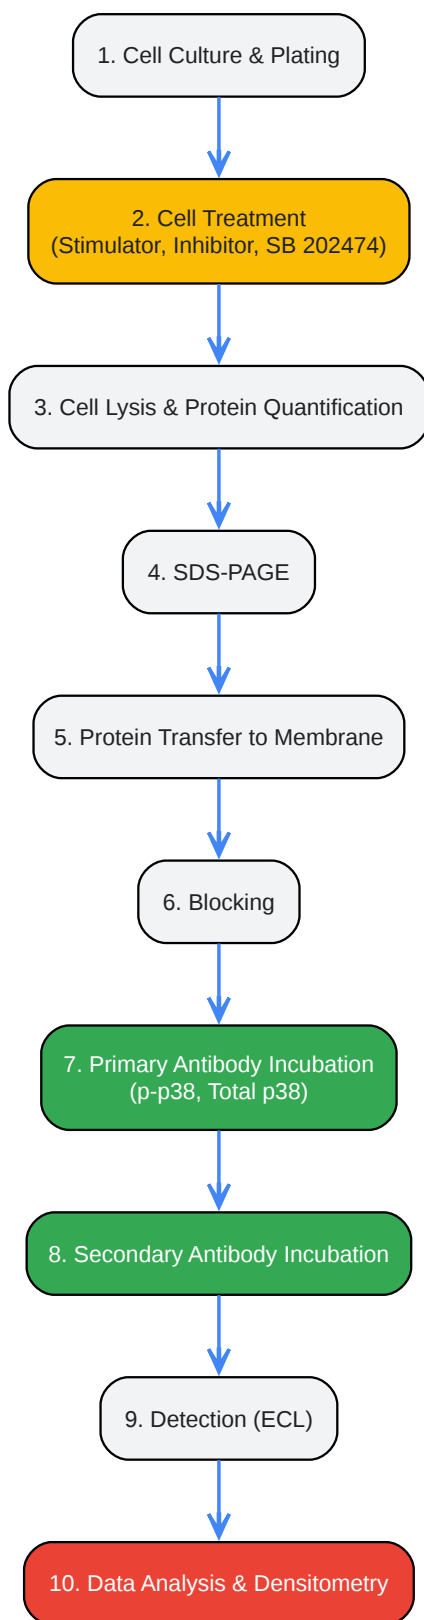 1. Cell Culture & Plating
2. Cell Treatment
(Stimulator, Inhibitor, SB 202474)
3. Cell Lysis & Protein Quantification
4. SDS-PAGE
5. Protein Transfer to Membrane
6. Blocking
7. Primary Antibody Incubation
(p-p38, Total p38)
8. Secondary Antibody Incubation
9. Detection (ECL)
10. Data Analysis & Densitometry